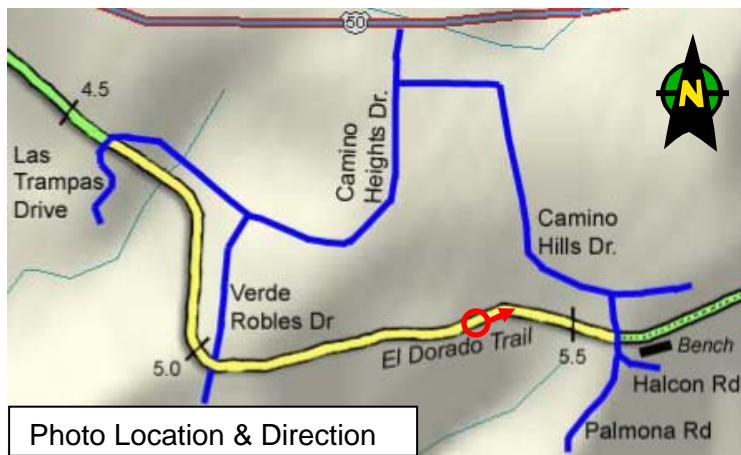 50
N
4.5
Las
Trampas
Drive
Camino
Heights Dr.
Camino
Hills Dr.
Verde
Robles Dr
5.0
El Dorado Trail
5.5
Bench
Halcon Rd
Palmona Rd
Photo Location & Direction